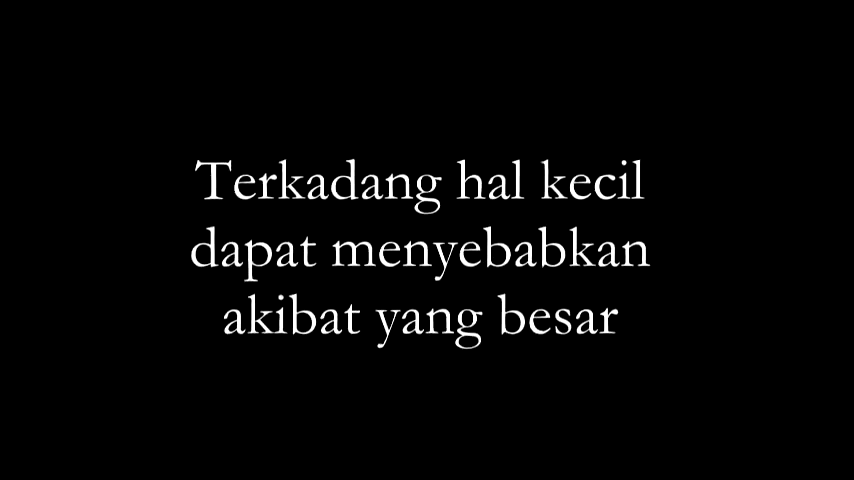 Terkadang hal kecil
dapat menyebabkan
akibat yang besar